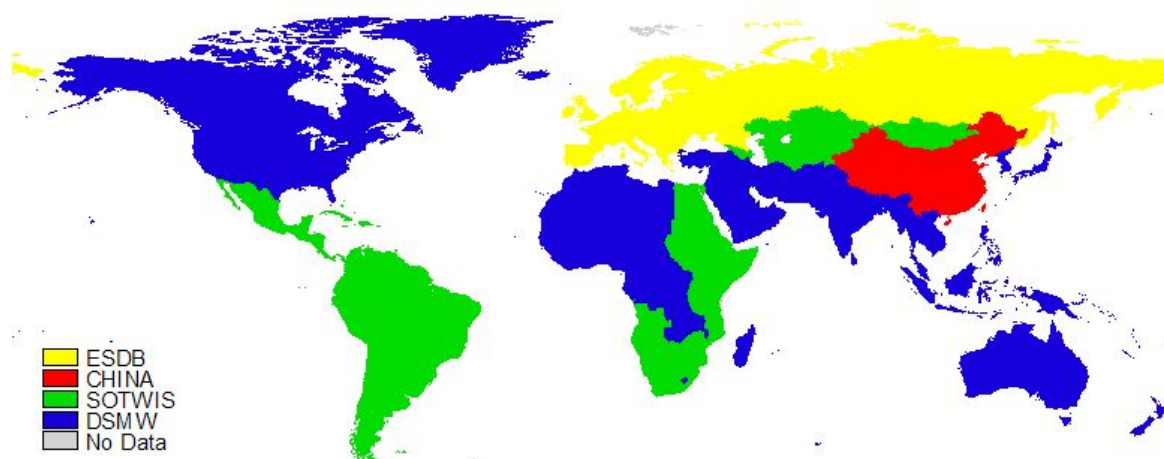 ESDB
CHINA
SOTWIS
DSMW
No Data